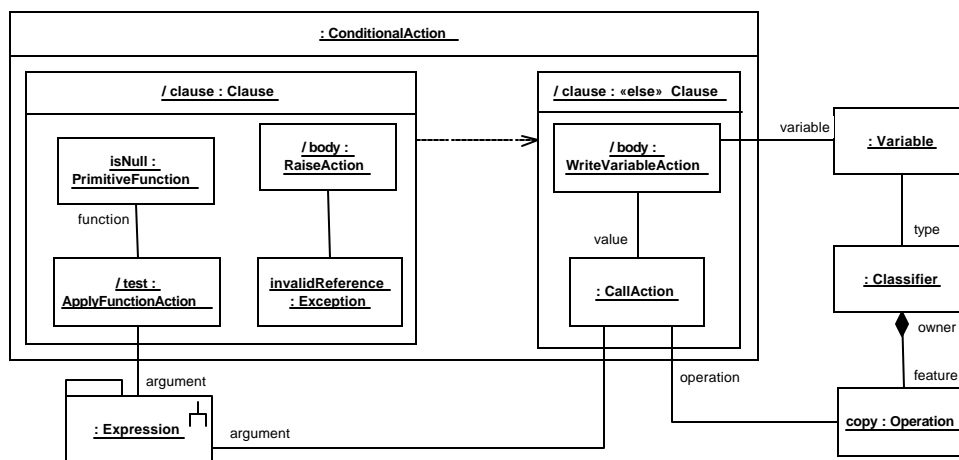 : ConditionalAction
/ clause : Clause
/ clause : «else» Clause
isNull :
PrimitiveFunction
/ body :
RaiseAction
/ body :
WriteVariableAction
variable
: Variable
function
value
type
/ test :
ApplyFunctionAction
invalidReference
: Exception
: CallAction
: Classifier
owner
argument
operation
feature
: Expression
argument
copy : Operation